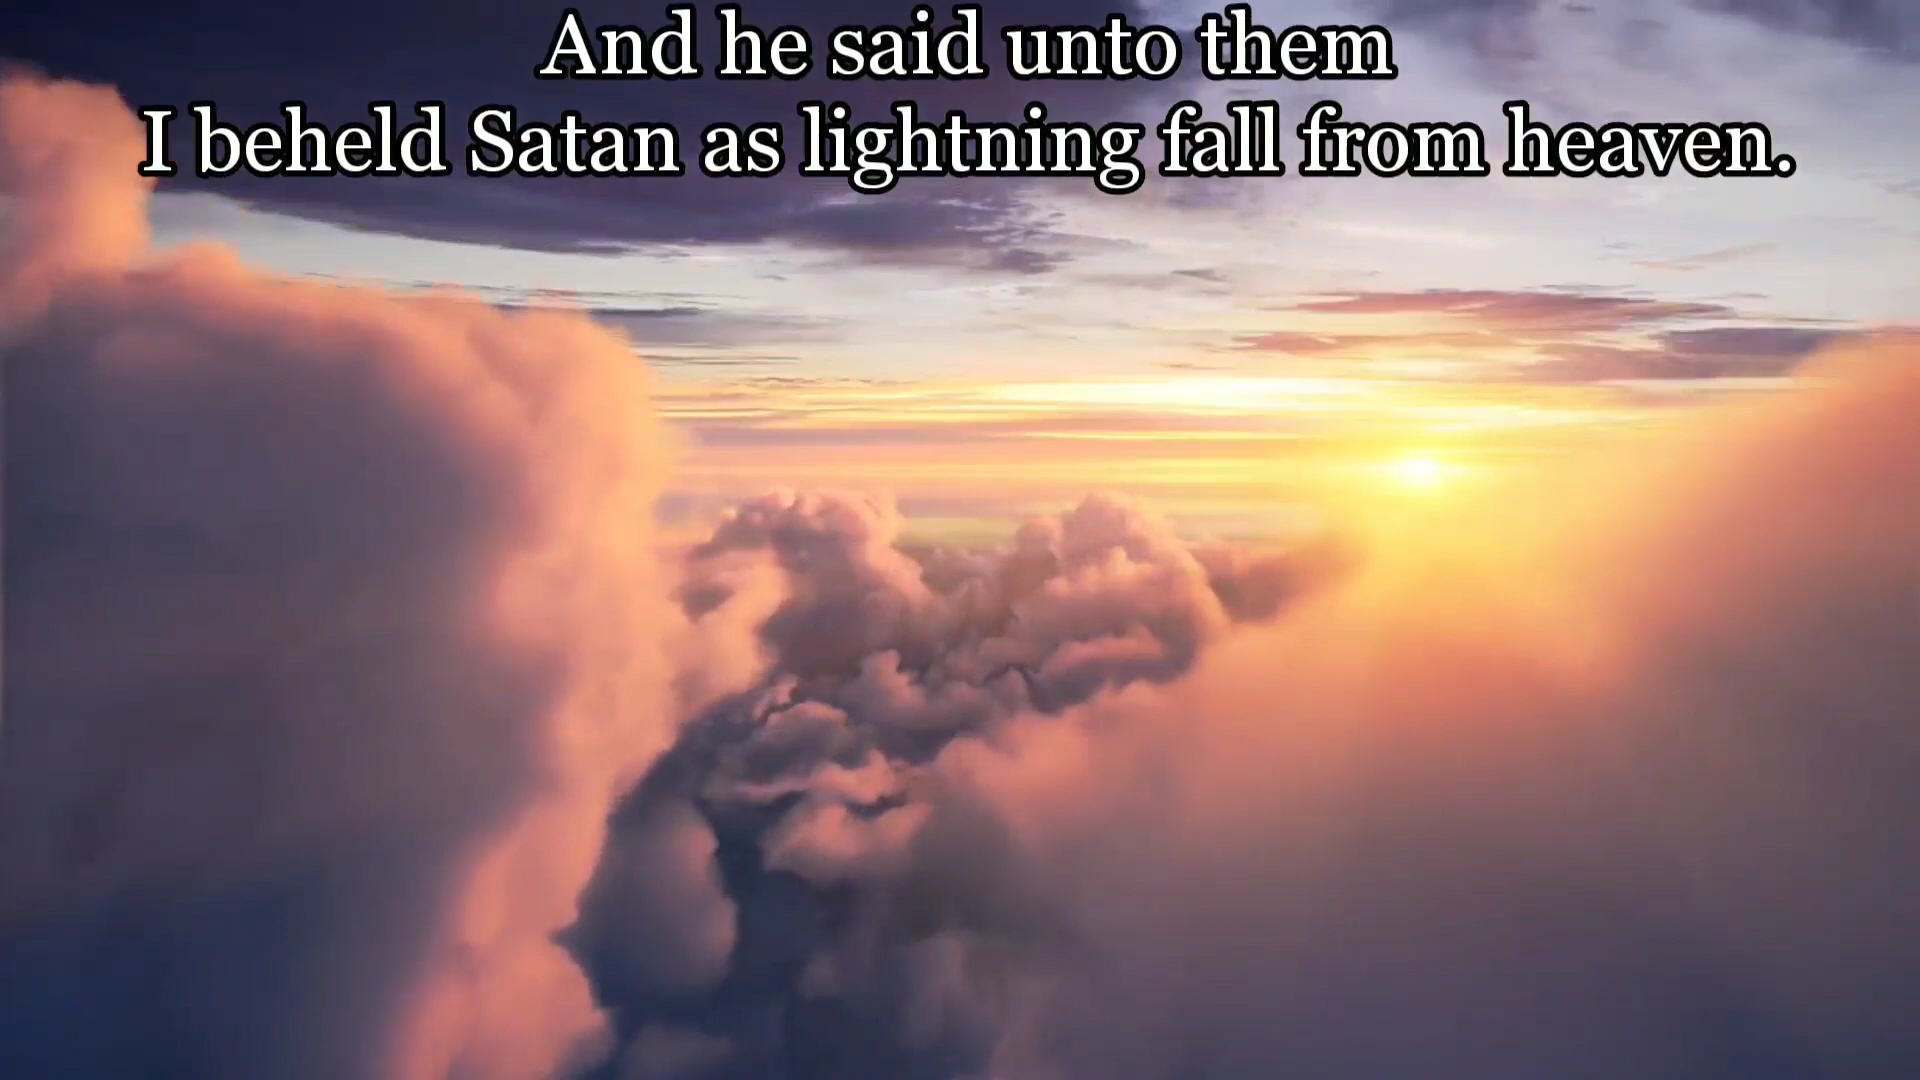 And he said unto them
I beheld Satan as lightning fall from heaven.